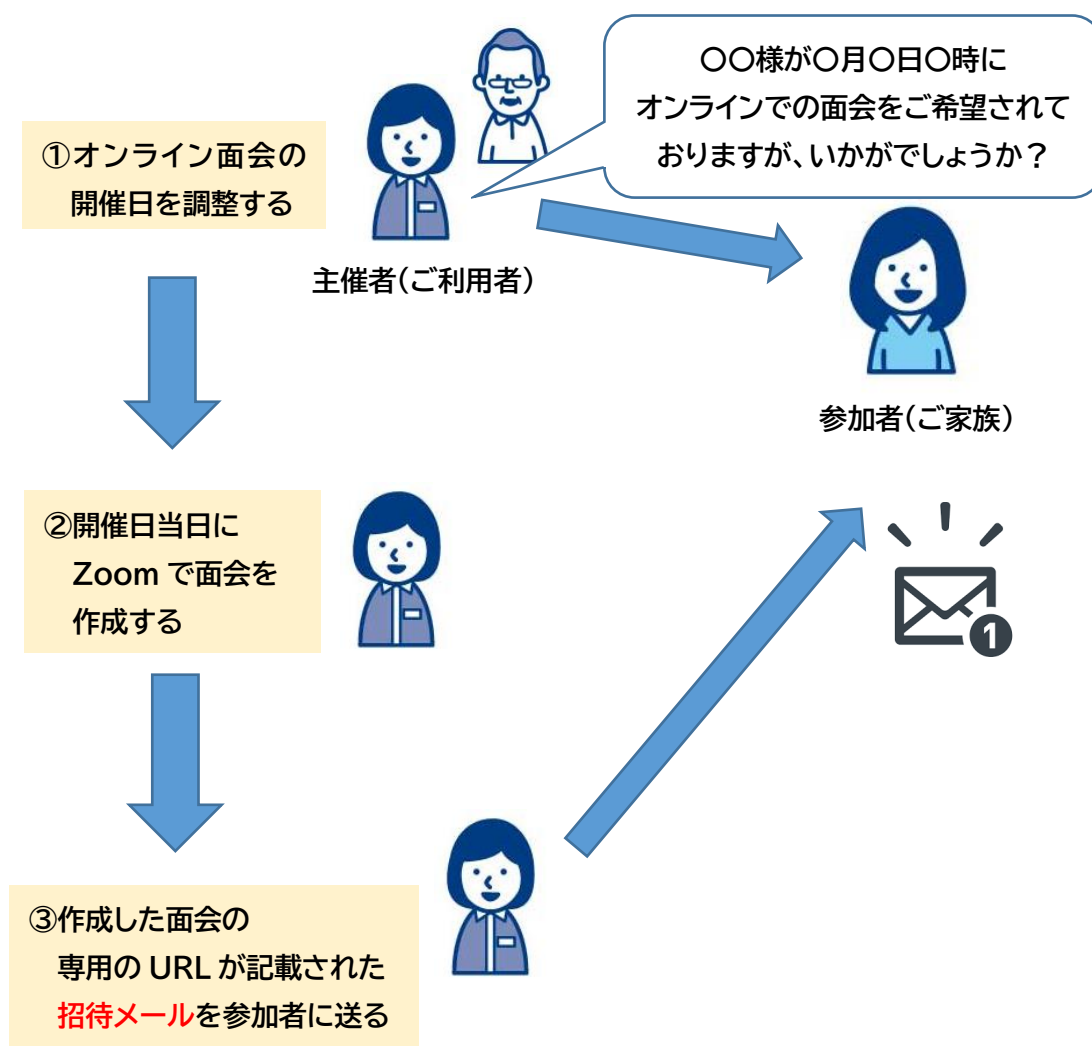 〇〇様が〇月〇日〇時に
オンラインでの面会をご希望されて
おりますが、いかがでしょうか？
①オンライン面会の
開催日を調整する
主催者(ご利用者)
参加者(ご家族)
②開催日当日に
Zoom で面会を
作成する
1
③作成した面会の
専用の URL が記載された
招待メールを参加者に送る